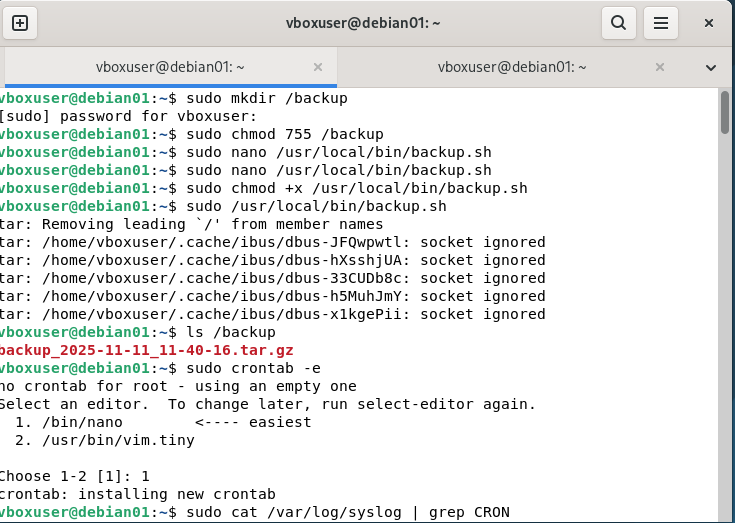 vboxuser@debian01: ~
vboxuser@debian01: ~ × vboxuser@debian01: ~ ×
vboxuser@debian01:~$ sudo mkdir /backup
[sudo] password for vboxuser:
vboxuser@debian01:~$ sudo chmod 755 /backup
vboxuser@debian01:~$ sudo nano /usr/local/bin/backup.sh
vboxuser@debian01:~$ sudo nano /usr/local/bin/backup.sh
vboxuser@debian01:~$ sudo chmod +x /usr/local/bin/backup.sh
vboxuser@debian01:~$ sudo /usr/local/bin/backup.sh
tar: Removing leading `/' from member names
tar: /home/vboxuser/.cache/ibus/dbus-JFQwpwtl: socket ignored
tar: /home/vboxuser/.cache/ibus/dbus-hXsshjUA: socket ignored
tar: /home/vboxuser/.cache/ibus/dbus-33CUDb8c: socket ignored
tar: /home/vboxuser/.cache/ibus/dbus-h5MuhJmY: socket ignored
tar: /home/vboxuser/.cache/ibus/dbus-x1kgePii: socket ignored
vboxuser@debian01:~$ ls /backup
backup_2025-11-11_11-40-16.tar.gz
vboxuser@debian01:~$ sudo crontab -e
no crontab for root - using an empty one
Select an editor.  To change later, run select-editor again.
  1. /bin/nano        <---- easiest
  2. /usr/bin/vim.tiny
Choose 1-2 [1]: 1
crontab: installing new crontab
vboxuser@debian01:~$ sudo cat /var/log/syslog | grep CRON